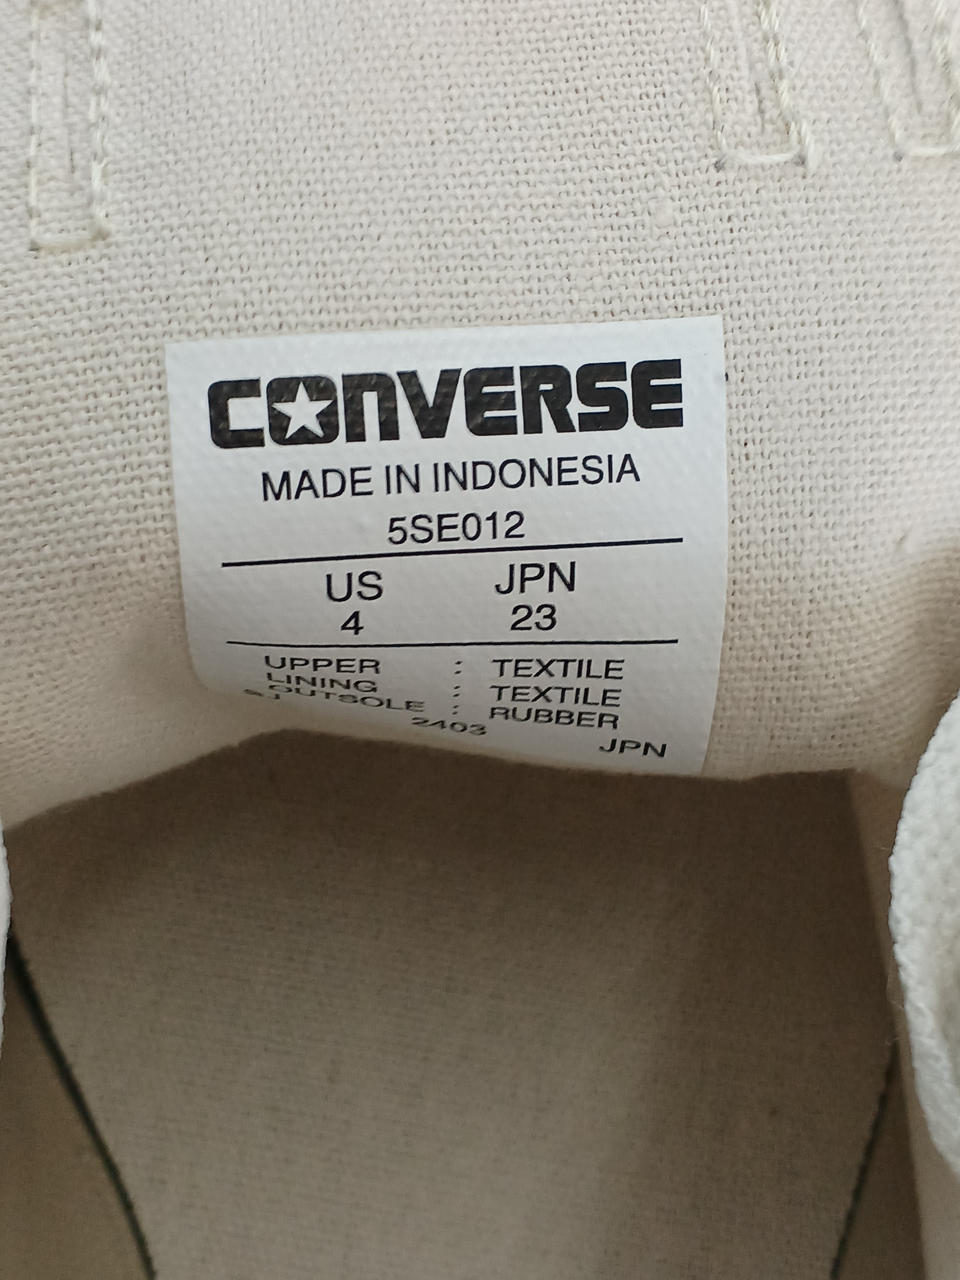 CONVERSE
MADE IN INDONESIA
5SE012
US JPN
4 23
UPPER : TEXTILE
LINING : TEXTILE
OUTSOLE : RUBBER
2403 JPN